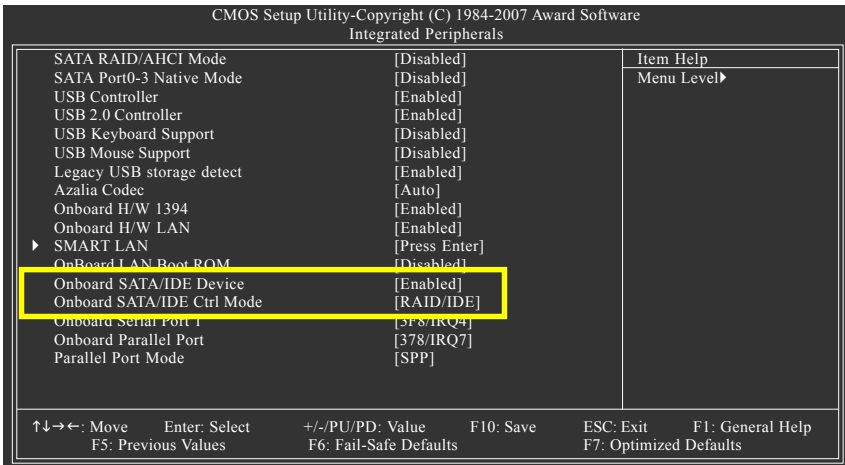 CMOS Setup Utility-Copyright (C) 1984-2007 Award Software
Integrated Peripherals
SATA RAID/AHCI Mode [Disabled] Item Help
SATA Port0-3 Native Mode [Disabled] Menu Level▶
USB Controller [Enabled]
USB 2.0 Controller [Enabled]
USB Keyboard Support [Disabled]
USB Mouse Support [Disabled]
Legacy USB storage detect [Enabled]
Azalia Codec [Auto]
Onboard H/W 1394 [Enabled]
Onboard H/W LAN [Enabled]
▶ SMART LAN [Press Enter]
OnBoard LAN Boot ROM [Disabled]
Onboard SATA/IDE Device [Enabled]
Onboard SATA/IDE Ctrl Mode [RAID/IDE]
Onboard Serial Port 1 [3F8/IRQ4]
Onboard Parallel Port [378/IRQ7]
Parallel Port Mode [SPP]
↑↓→←: Move Enter: Select +/-/PU/PD: Value F10: Save ESC: Exit F1: General Help
F5: Previous Values F6: Fail-Safe Defaults F7: Optimized Defaults